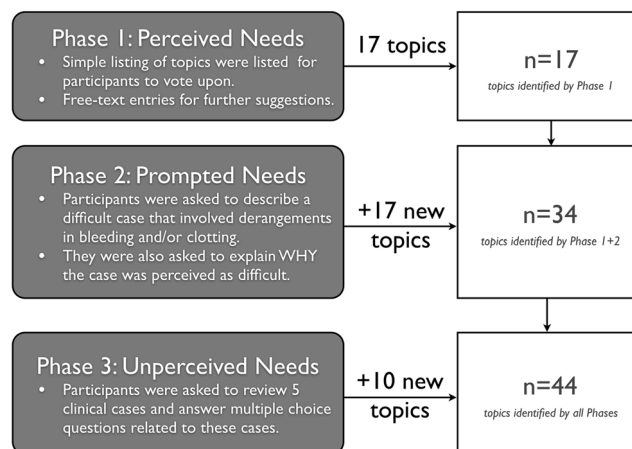 Phase 1: Perceived Needs
• Simple listing of topics were listed for
participants to vote upon.
• Free-text entries for further suggestions.
17 topics
n=17
topics identified by Phase 1
Phase 2: Prompted Needs
• Participants were asked to describe a
difficult case that involved derangements
in bleeding and/or clotting.
• They were also asked to explain WHY
the case was perceived as difficult.
+17 new
topics
n=34
topics identified by Phase 1+2
Phase 3: Unperceived Needs
• Participants were asked to review 5
clinical cases and answer multiple choice
questions related to these cases.
+10 new
topics
n=44
topics identified by all Phases